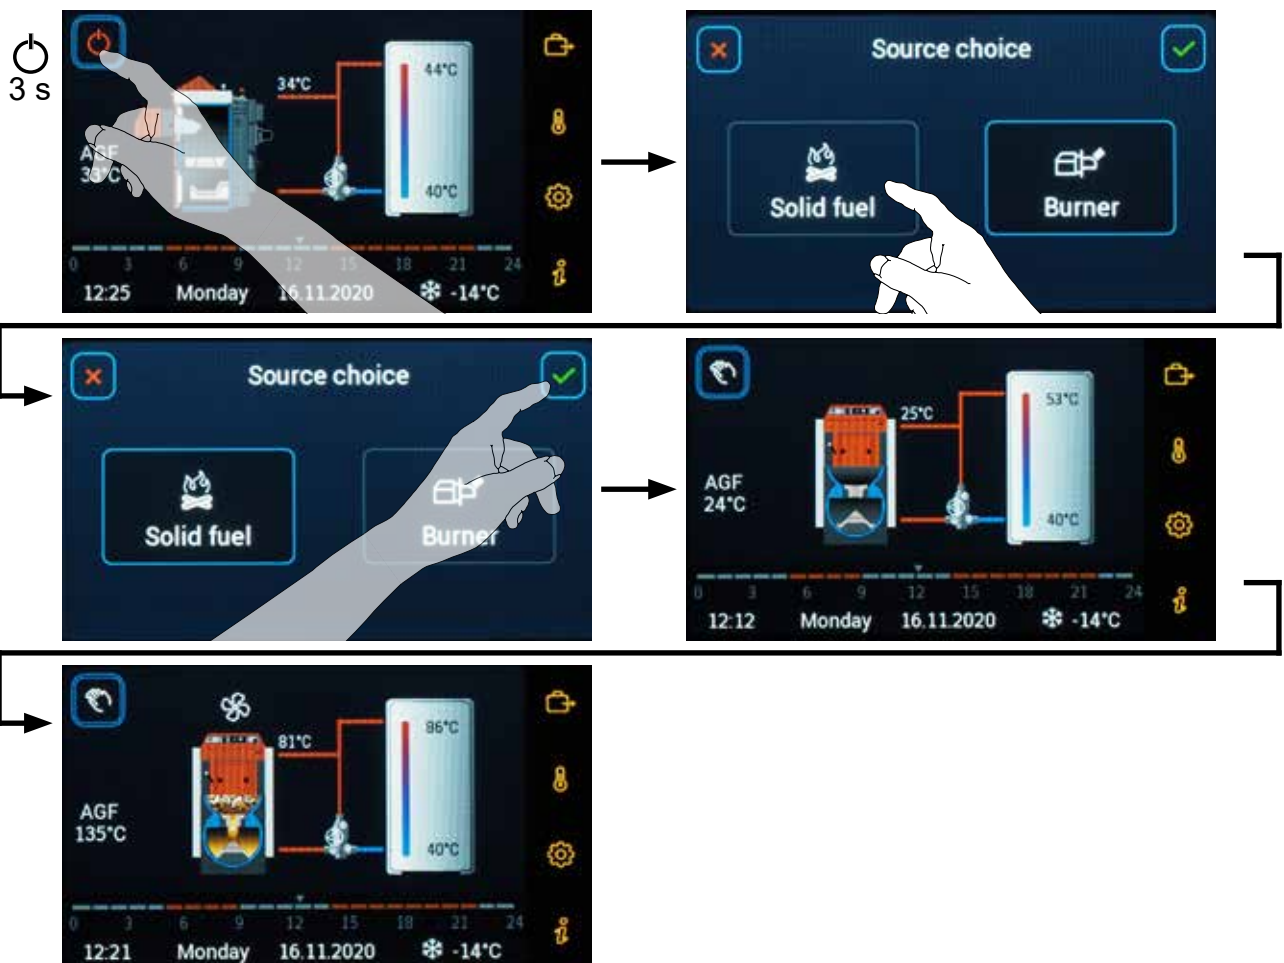 3 s
34°C
44°C
AGF
33°C
40°C
0 3 6 9 12 15 18 21 24
12:25 Monday 16.11.2020 -14°C
Source choice
Solid fuel
Burner
Source choice
Solid fuel
Burner
25°C
53°C
AGF
24°C
40°C
0 3 6 9 12 15 18 21 24
12:12 Monday 16.11.2020 -14°C
81°C
86°C
AGF
135°C
40°C
0 3 6 9 12 15 18 21 24
12:21 Monday 16.11.2020 -14°C